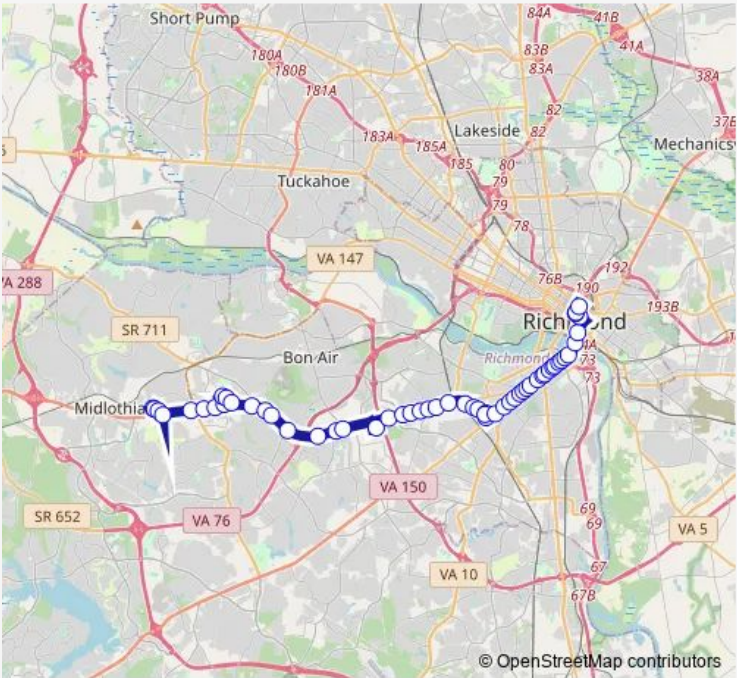 84A
41B
Short Pump
41A
180A
83B
180B
83A
38A
181A
82
37B
183A
Lakeside
82
185A
Mechanics
185
80
79
Tuckahoe
79
78
VA 147
192
76B
190
VA 288
193B
Richmond
SR 711
4A
Bon Air
Richmond
73
73
Midlothia
VA 150
SR 652
VA 76
69
69
VA 5
67
VA 10
67B
© OpenStreetMap contributors